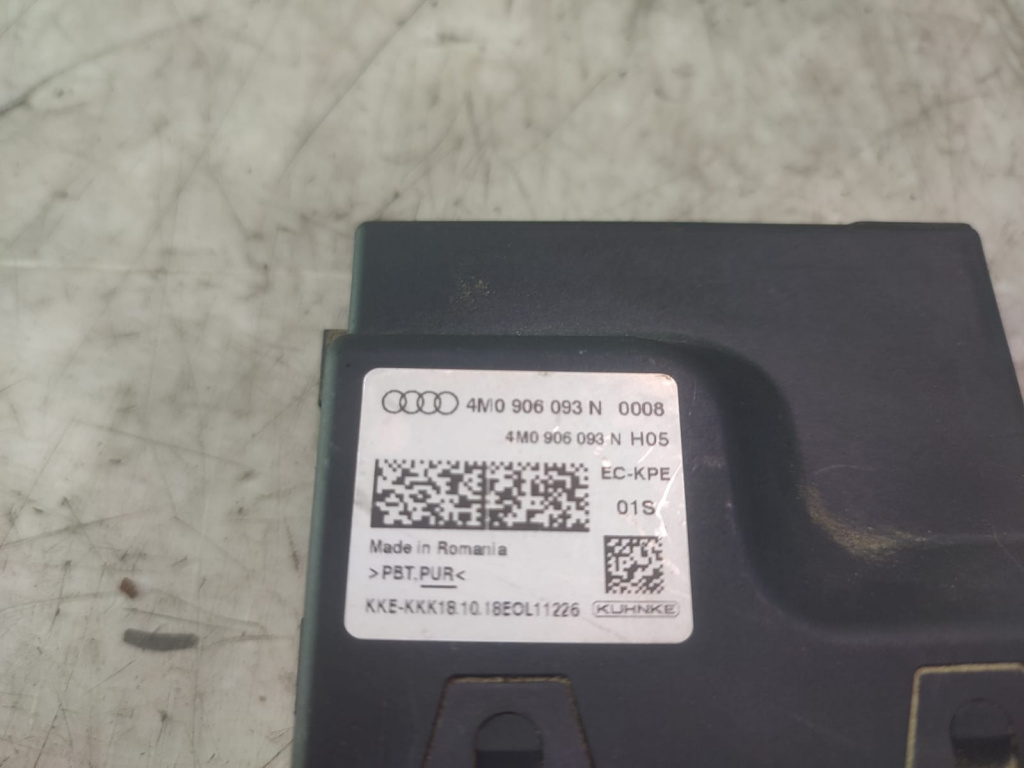 4M0 906 093 N 0008
4M0 906 093 N H05
EC-KPE
01S
Made in Romania
>PBT.PUR<
KKE-KKK18.10.18EOL11226 KUHNKE